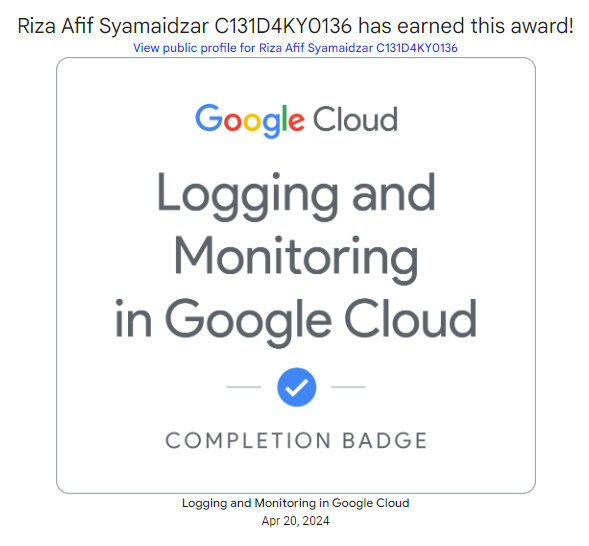 Riza Afif Syamaidzar C131D4KY0136 has earned this award!
View public profile for Riza Afif Syamaidzar C131D4KY0136
Google Cloud
Logging and
Monitoring
in Google Cloud
COMPLETION BADGE
Logging and Monitoring in Google Cloud
Apr 20, 2024